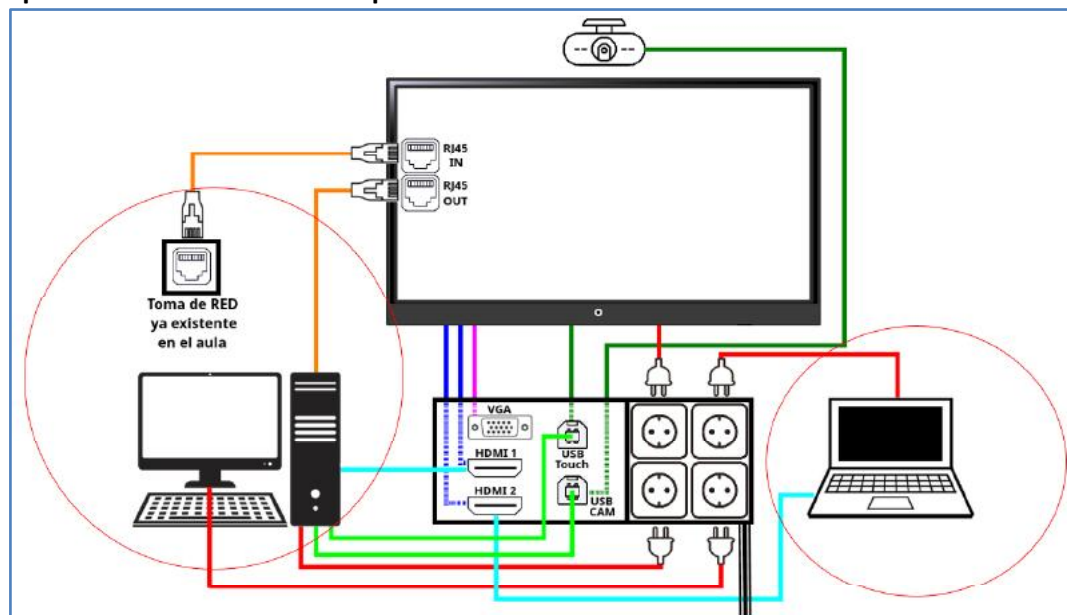 RJ45
IN
RJ45
OUT
Toma de RED
ya existente
en el aula
VGA
HDMI 1
HDMI 2
USB
Touch
USB
CAM